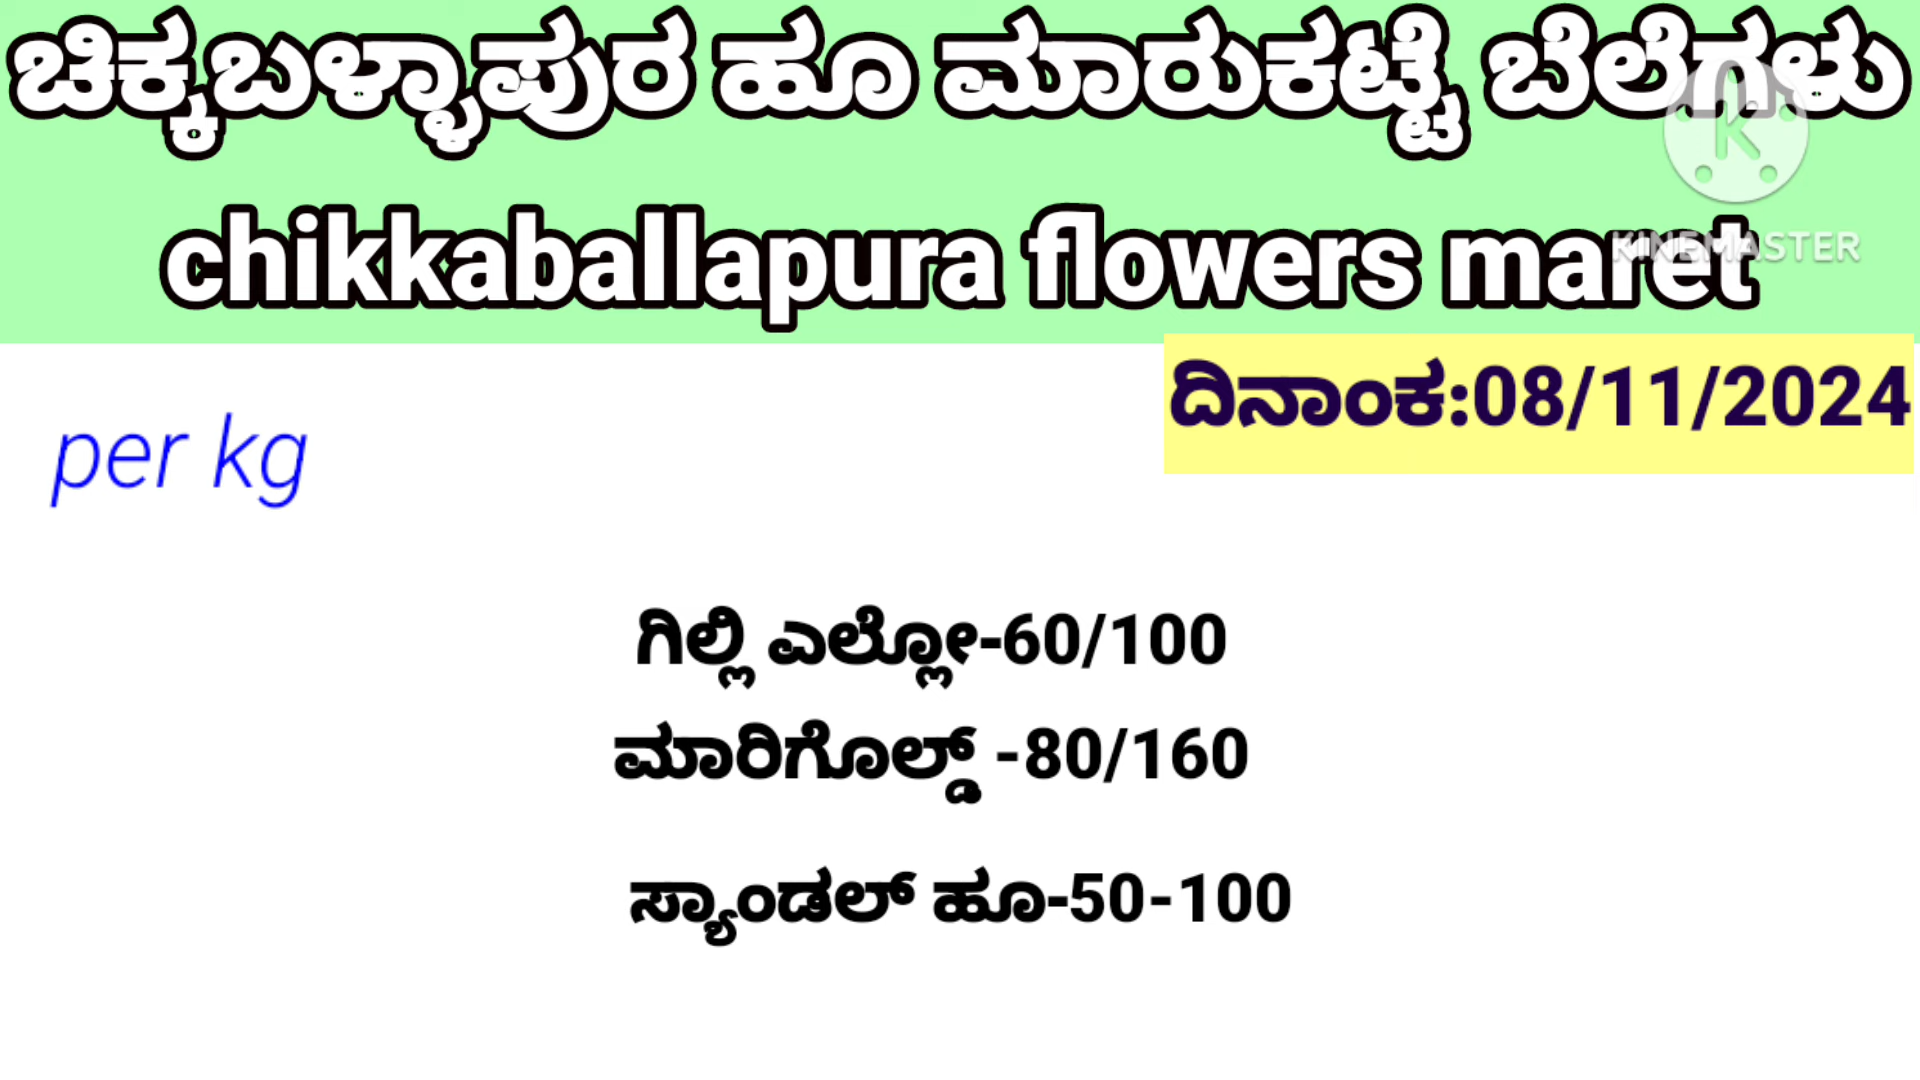 ಚಿಕ್ಕಬಳ್ಳಾಪುರ ಹೂ ಮಾರುಕಟ್ಟೆ ಬೆಲೆಗಳು
chikkaballapura flowers maret
KINEMASTER
ದಿನಾಂಕ:08/11/2024
per kg
ಗಿಲ್ಲಿ ಎಲ್ಲೋ-60/100
ಮಾರಿಗೊಲ್ಡ್ -80/160
ಸ್ಯಾಂಡಲ್ ಹೂ-50-100